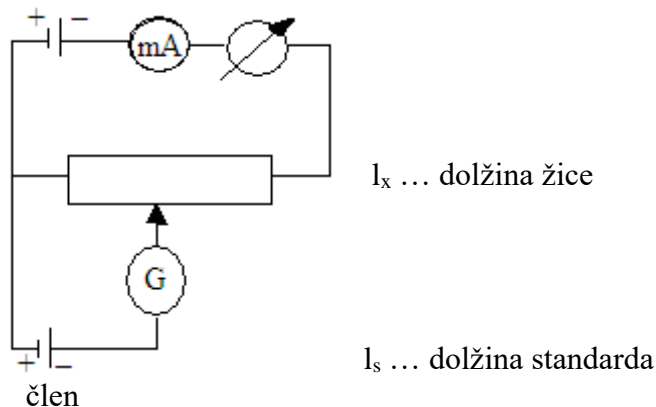 + −
mA
lₓ … dolžina žice
G
lₛ … dolžina standarda
+ −
člen